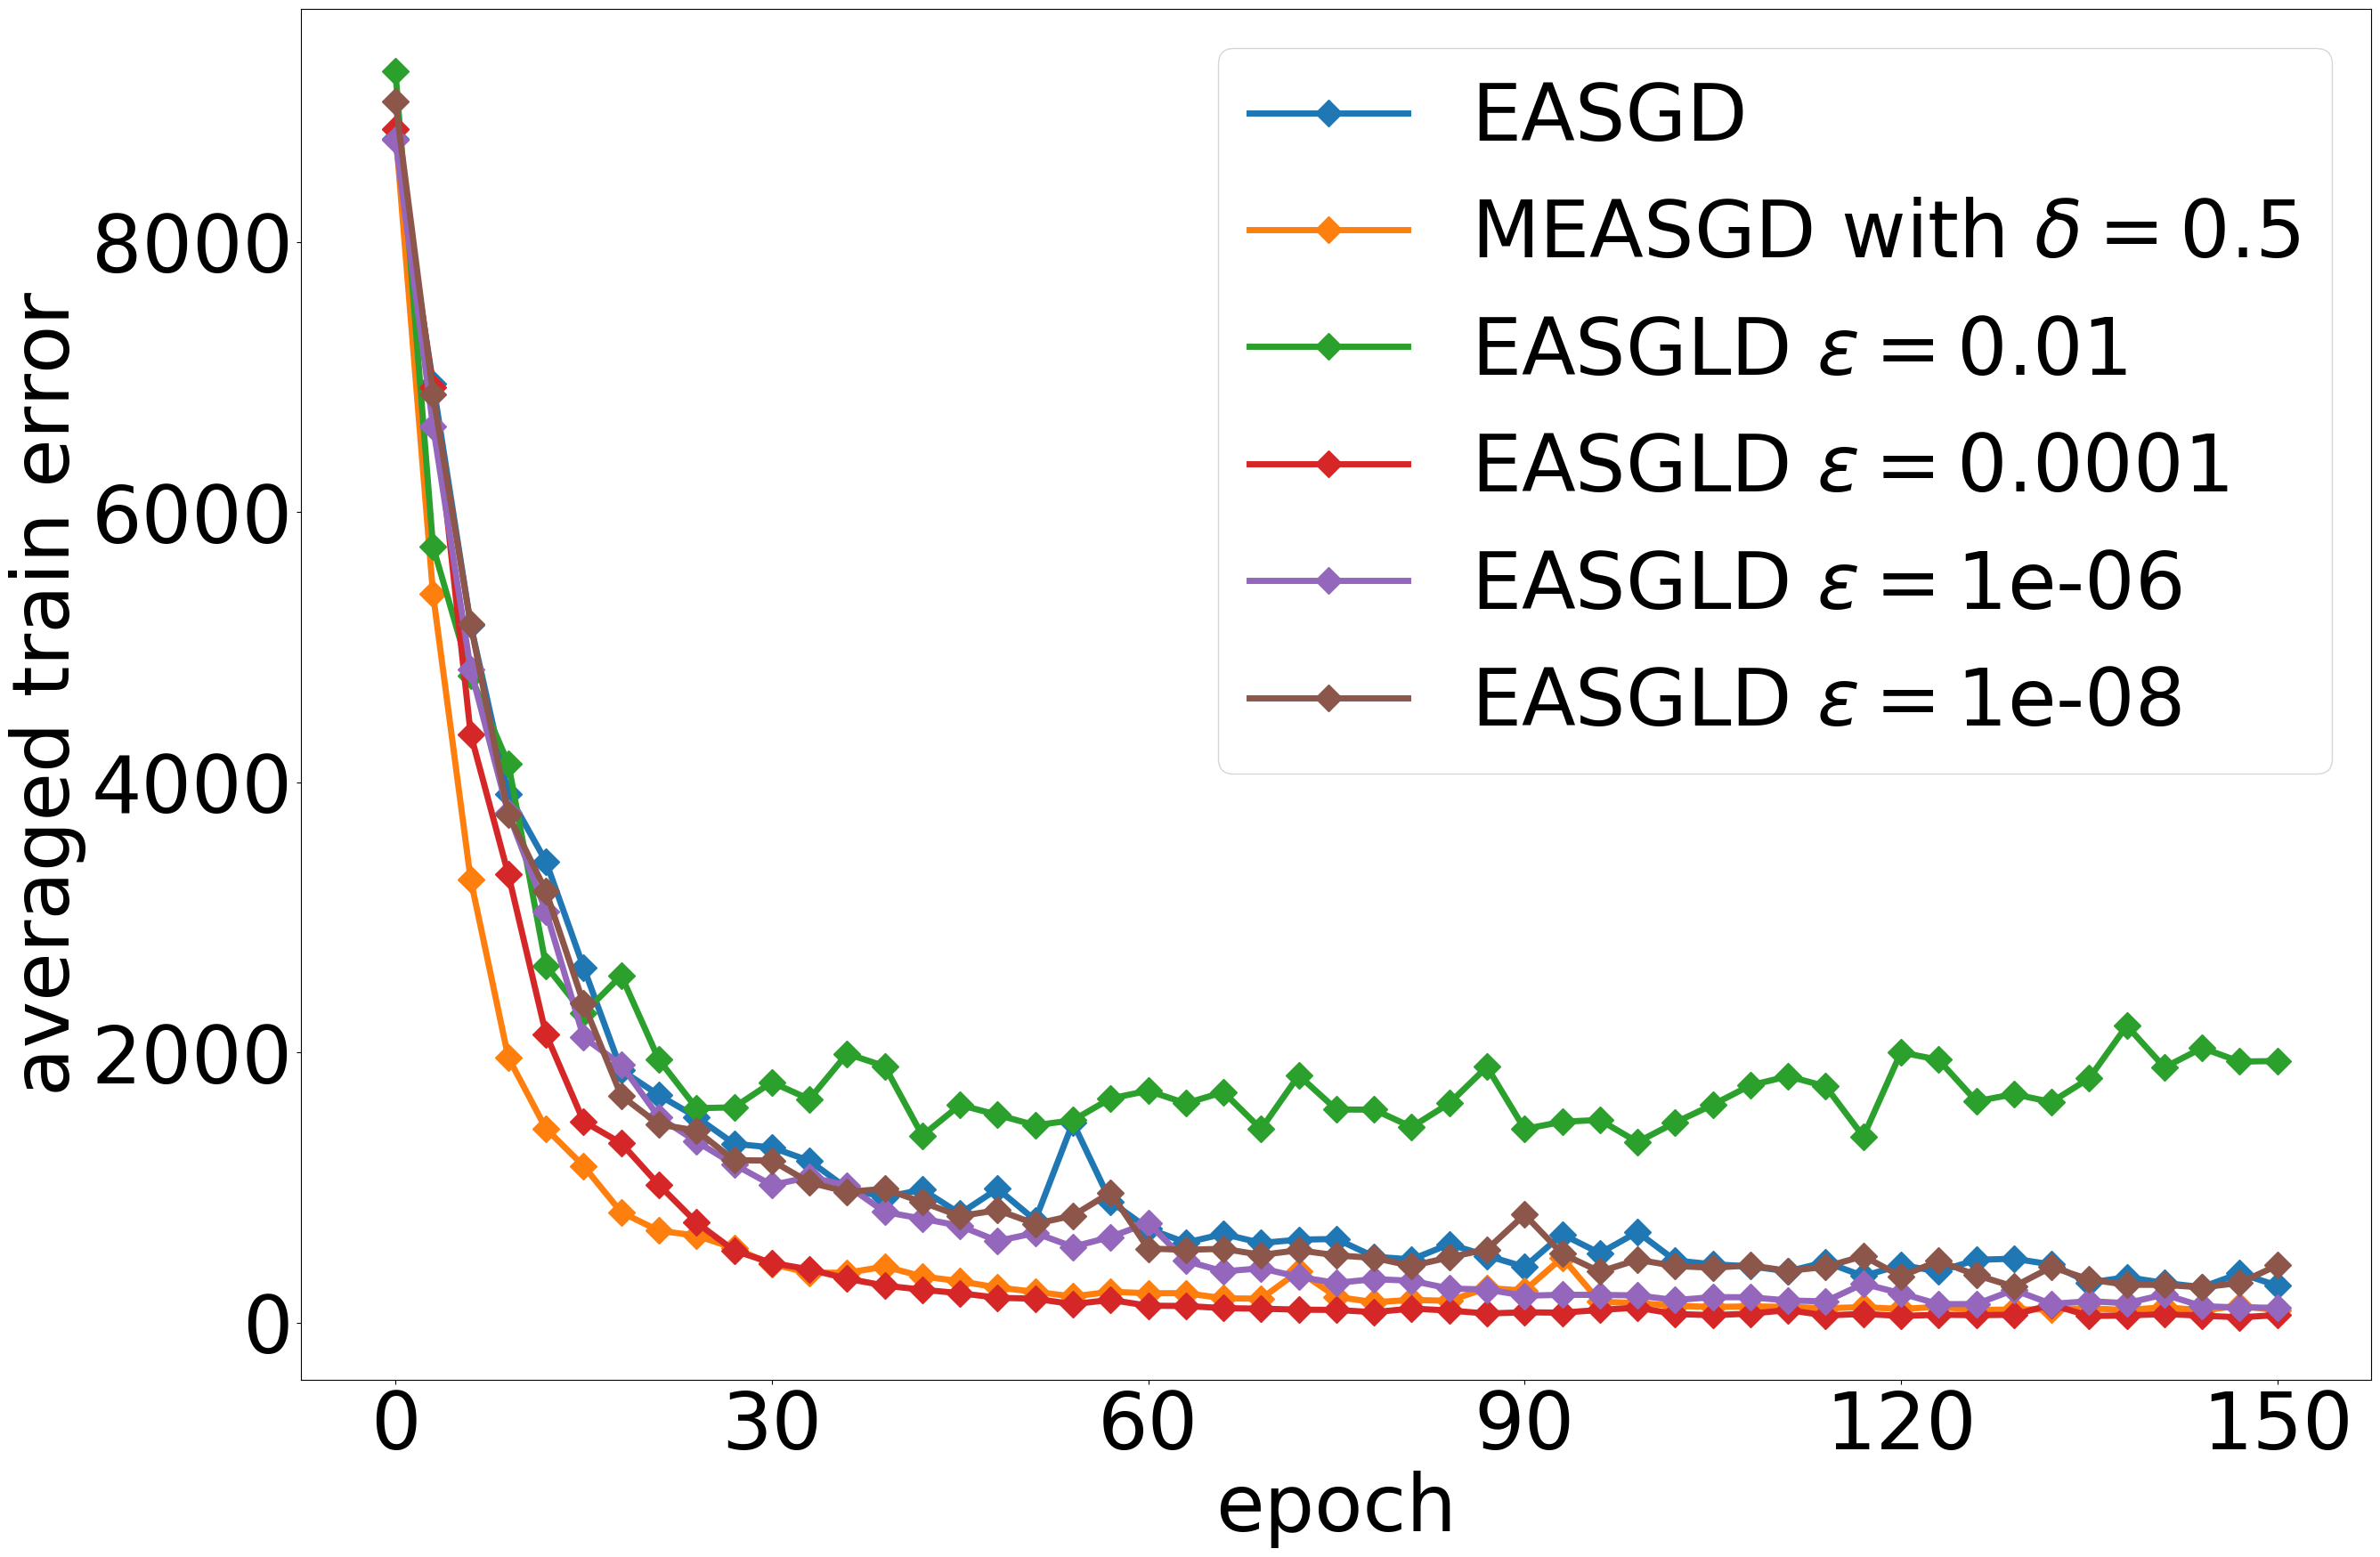 averaged train error
8000
6000
4000
2000
0
EASGD
MEASGD with δ = 0.5
EASGLD ε = 0.01
EASGLD ε = 0.0001
EASGLD ε = 1e-06
EASGLD ε = 1e-08
0 30 60 90 120 150
epoch